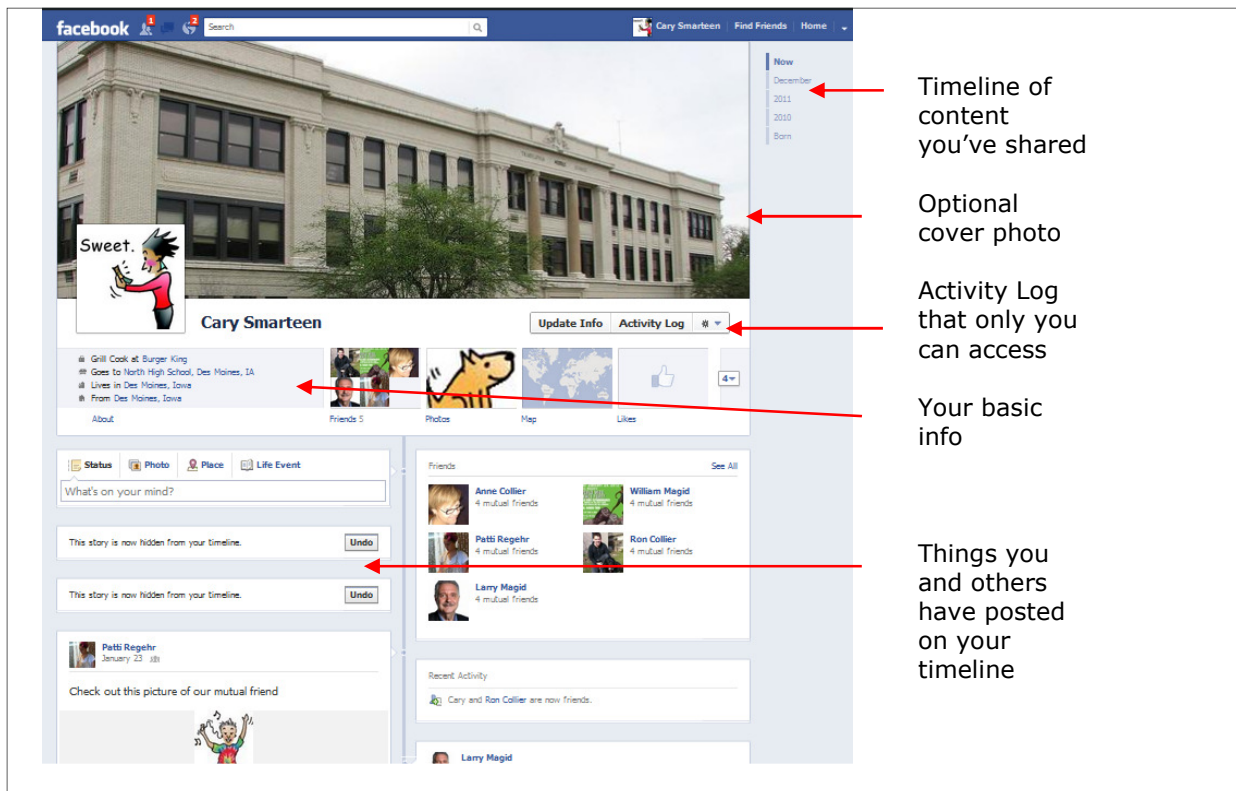 facebook
1
2
Search
Cary Smarteen
Find Friends
Home
Now
December
2011
2010
Born
Sweet.
Cary Smarteen
Update Info
Activity Log
Grill Cook at Burger King
Goes to North High School, Des Moines, IA
Lives in Des Moines, Iowa
From Des Moines, Iowa
About
Friends 5
Photos
Map
Likes
4
Status
Photo
Place
Life Event
What's on your mind?
This story is now hidden from your timeline.
Undo
This story is now hidden from your timeline.
Undo
Patti Regehr
January 23
Check out this picture of our mutual friend
Friends
See All
Anne Collier
4 mutual friends
William Magid
4 mutual friends
Patti Regehr
4 mutual friends
Ron Collier
4 mutual friends
Larry Magid
4 mutual friends
Recent Activity
Cary and Ron Collier are now friends.
Larry Magid
Timeline of
content
you’ve shared
Optional
cover photo
Activity Log
that only you
can access
Your basic
info
Things you
and others
have posted
on your
timeline